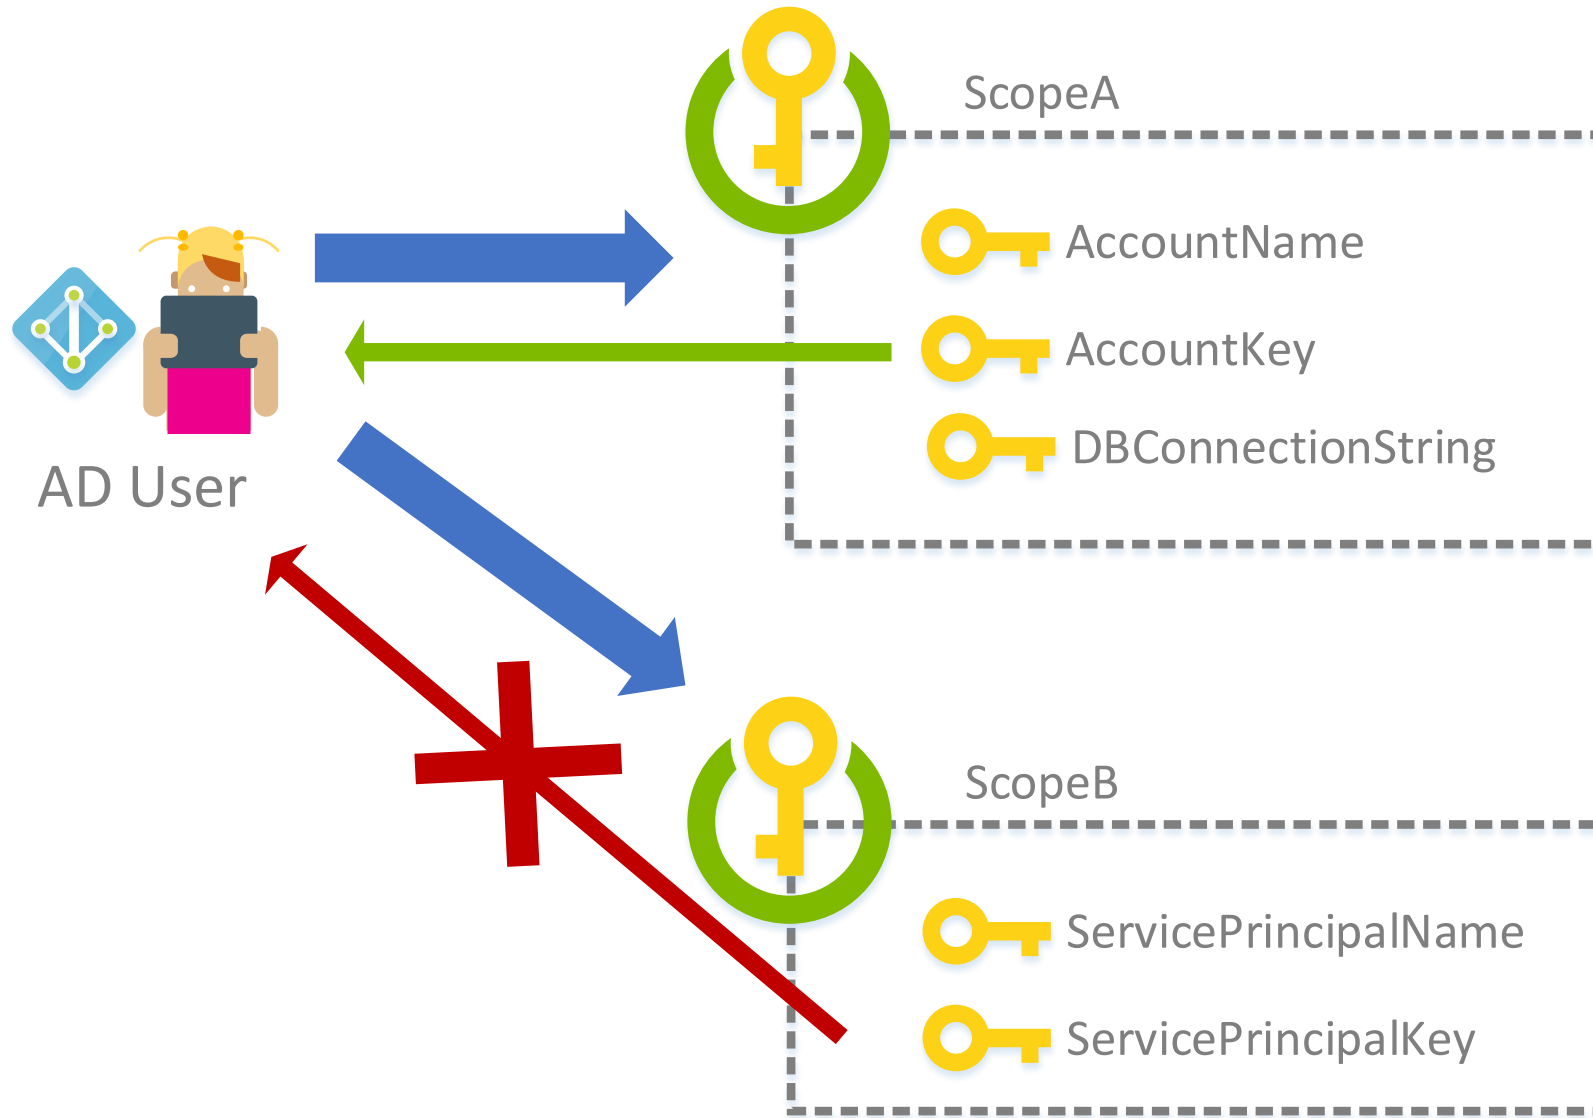 ScopeA
AccountName
AccountKey
DBConnectionString
AD User
ScopeB
ServicePrincipalName
ServicePrincipalKey